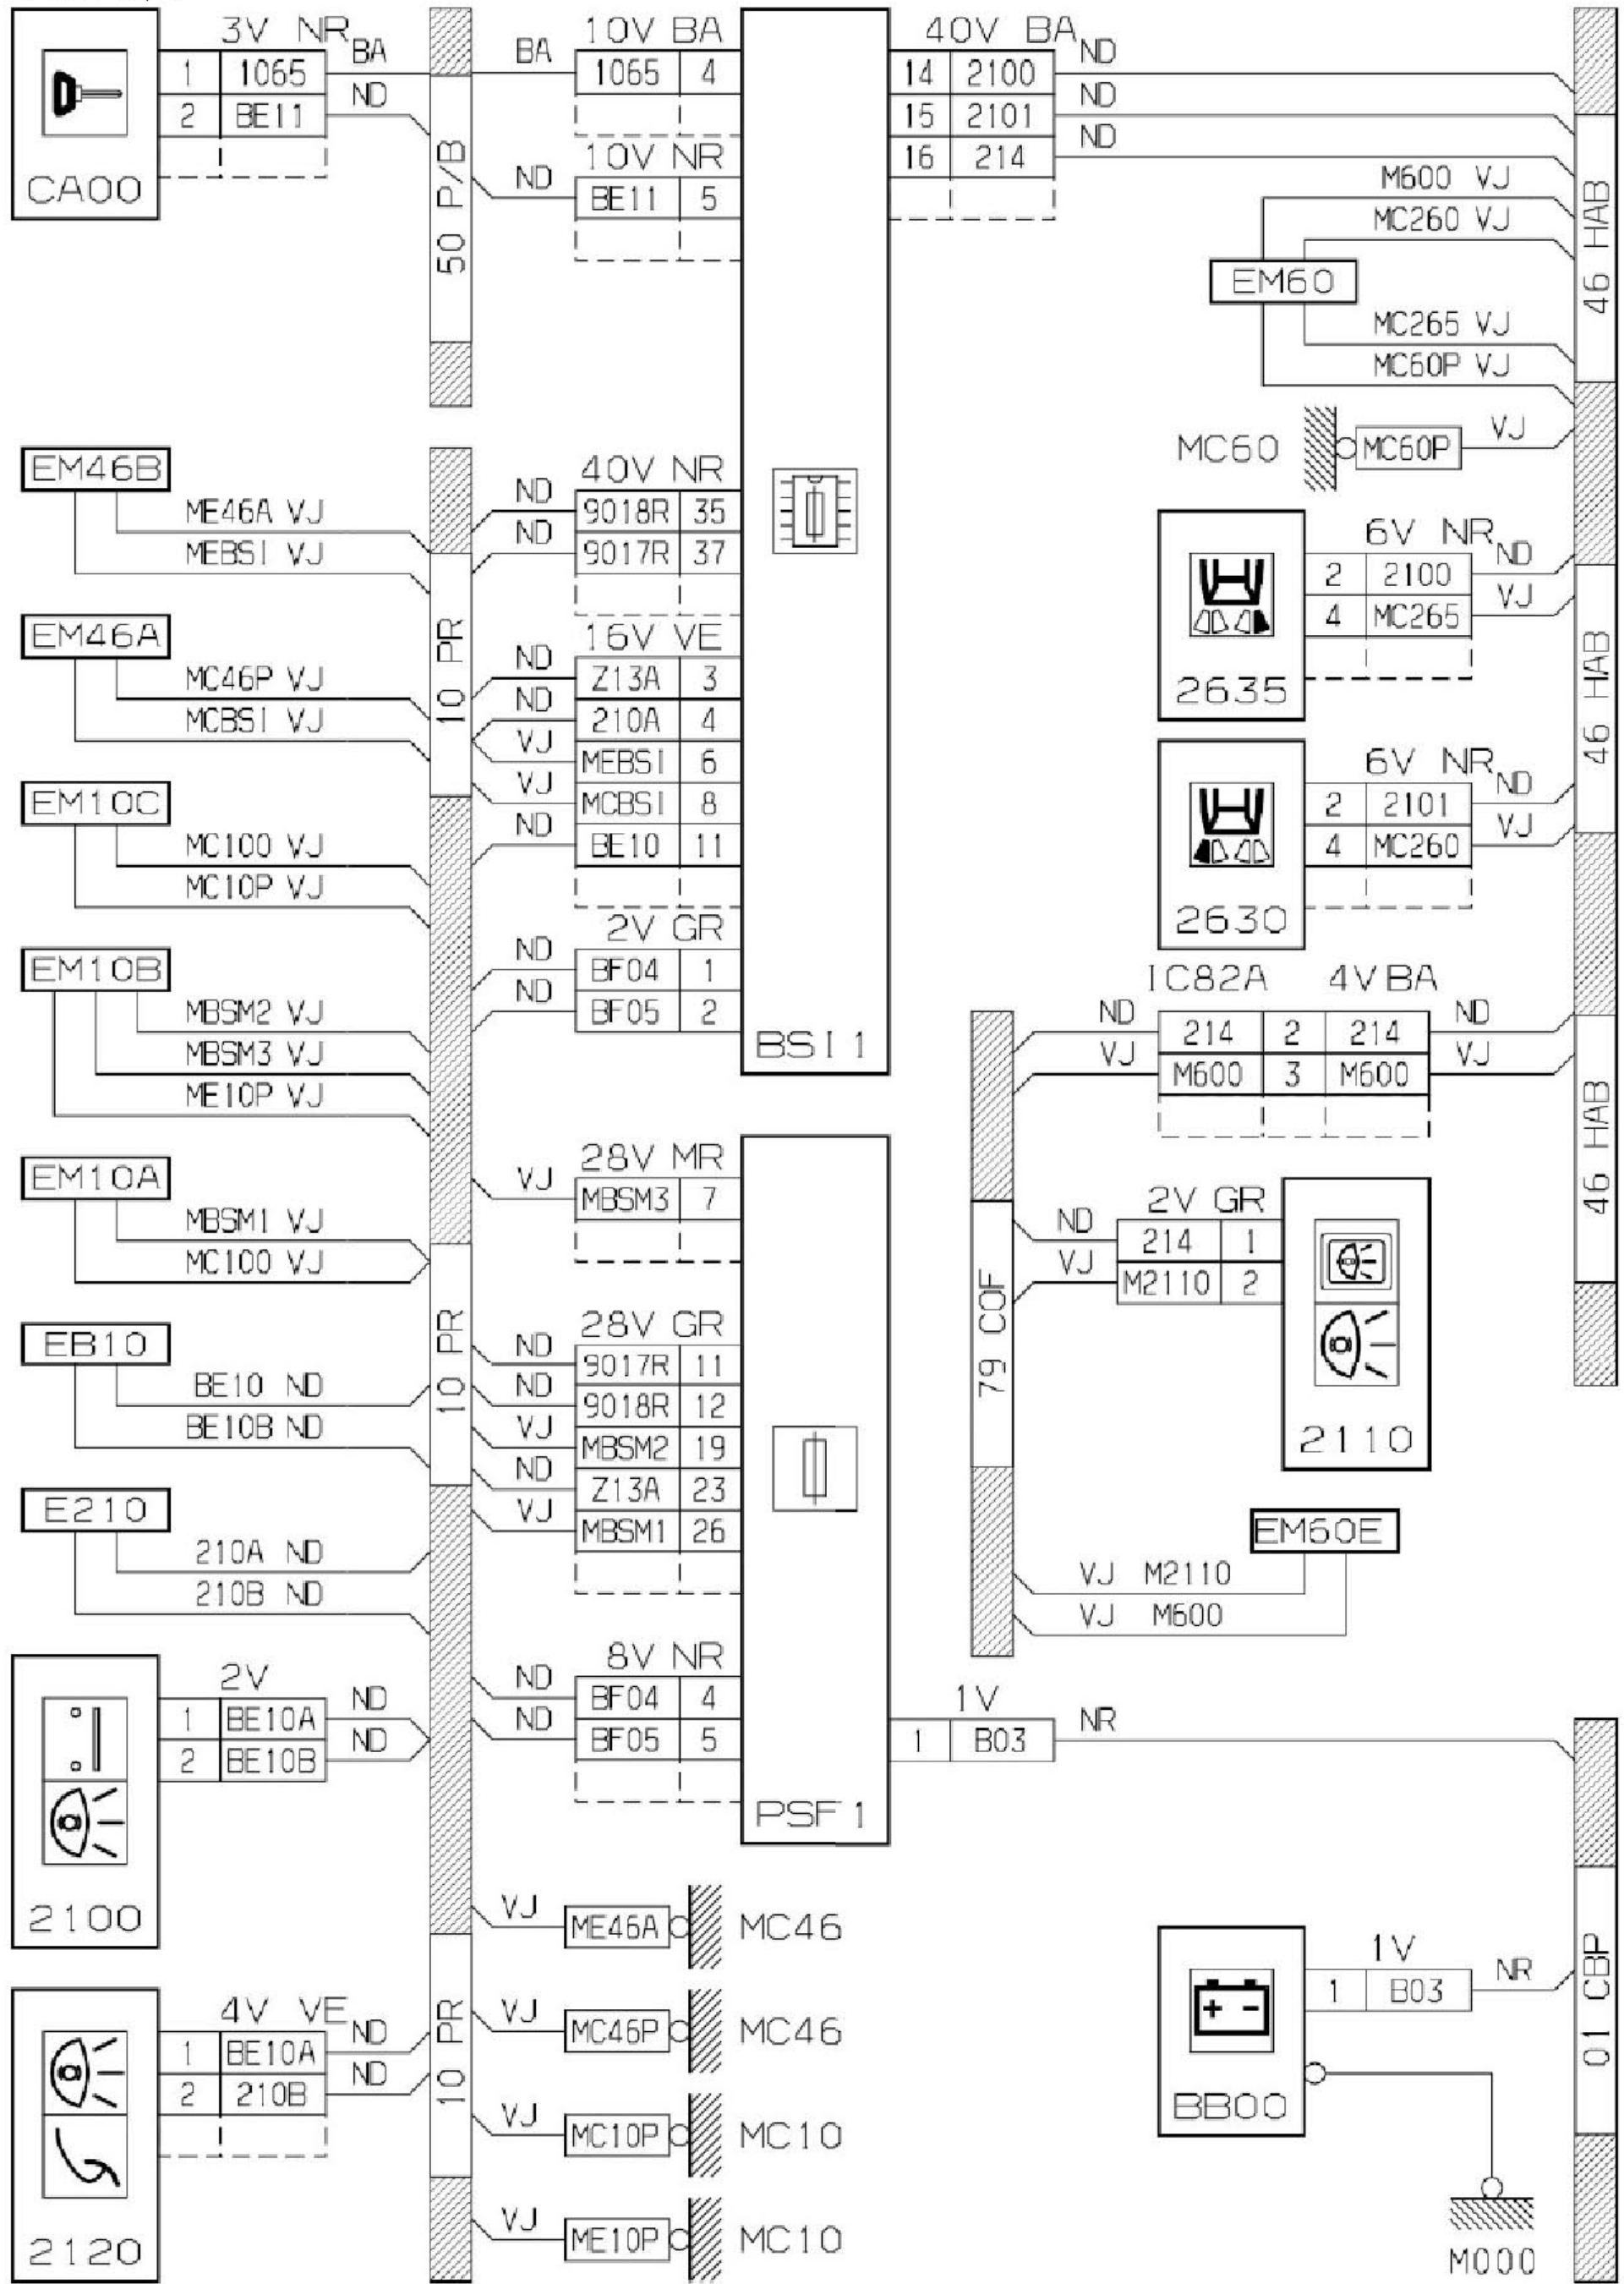 3V NR
BA
1 1065
ND
2 BE11
CA00
50 P/B
BA
10V BA
1065 4
10V NR
ND
BE11 5
40V BA
ND
14 2100
ND
15 2101
ND
16 214
M600 VJ
MC260 VJ
EM60
MC265 VJ
MC60P VJ
46 HAB
MC60
MC60P
VJ
EM46B
ME46A VJ
MEBSI VJ
EM46A
MC46P VJ
MCBSI VJ
EM10C
MC100 VJ
MC10P VJ
EM10B
MBSM2 VJ
MBSM3 VJ
ME10P VJ
EM10A
MBSM1 VJ
MC100 VJ
EB10
BE10 ND
BE10B ND
E210
210A ND
210B ND
10 PR
40V NR
ND
9018R 35
ND
9017R 37
16V VE
ND
Z13A 3
ND
210A 4
VJ
MEBSI 6
VJ
MCBSI 8
ND
BE10 11
2V GR
ND
BF04 1
ND
BF05 2
BSI1
6V NR
ND
2 2100
VJ
4 MC265
2635
46 HAB
6V NR
ND
2 2101
VJ
4 MC260
2630
IC82A 4V BA
ND 214 2 214 ND
VJ M600 3 M600 VJ
46 HAB
28V MR
VJ
MBSM3 7
10 PR
28V GR
ND
9017R 11
ND
9018R 12
VJ
MBSM2 19
ND
Z13A 23
VJ
MBSM1 26
8V NR
ND
BF04 4
ND
BF05 5
PSF1
79 COF
2V GR
ND
214 1
VJ
M2110 2
2110
EM60E
VJ M2110
VJ M600
1V
1 B03
NR
2V
ND
1 BE10A
ND
2 BE10B
2100
4V VE
ND
1 BE10A
ND
2 210B
2120
10 PR
VJ
ME46A MC46
VJ
MC46P MC46
VJ
MC10P MC10
VJ
ME10P MC10
1V
1 B03
NR
BB00
01 CBP
M000